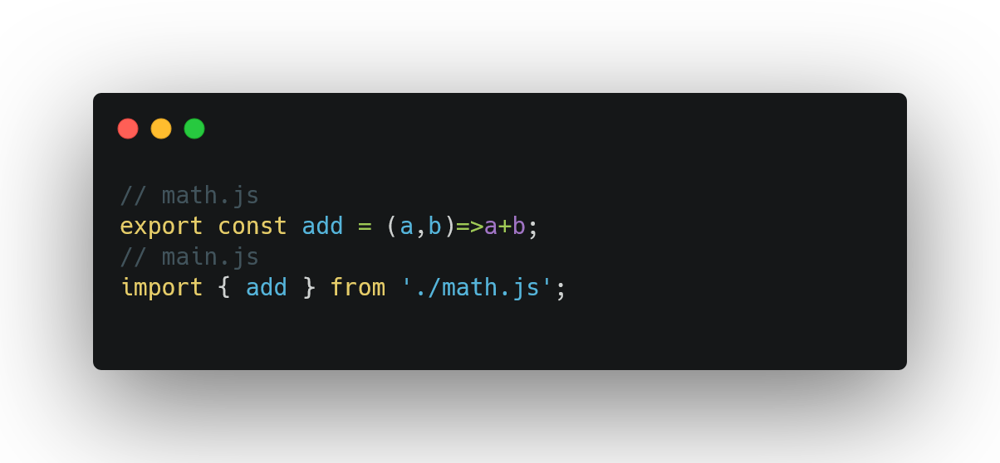 // math.js
export const add = (a,b)=>a+b;
// main.js
import { add } from './math.js';